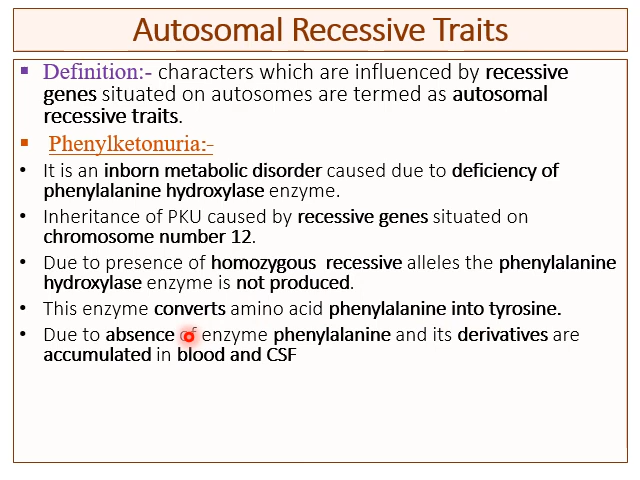 Autosomal Recessive Traits
▪ Definition:- characters which are influenced by recessive
genes situated on autosomes are termed as autosomal
recessive traits.
▪ Phenylketonuria:-
• It is an inborn metabolic disorder caused due to deficiency of
phenylalanine hydroxylase enzyme.
• Inheritance of PKU caused by recessive genes situated on
chromosome number 12.
• Due to presence of homozygous recessive alleles the phenylalanine
hydroxylase enzyme is not produced.
• This enzyme converts amino acid phenylalanine into tyrosine.
• Due to absence of enzyme phenylalanine and its derivatives are
accumulated in blood and CSF